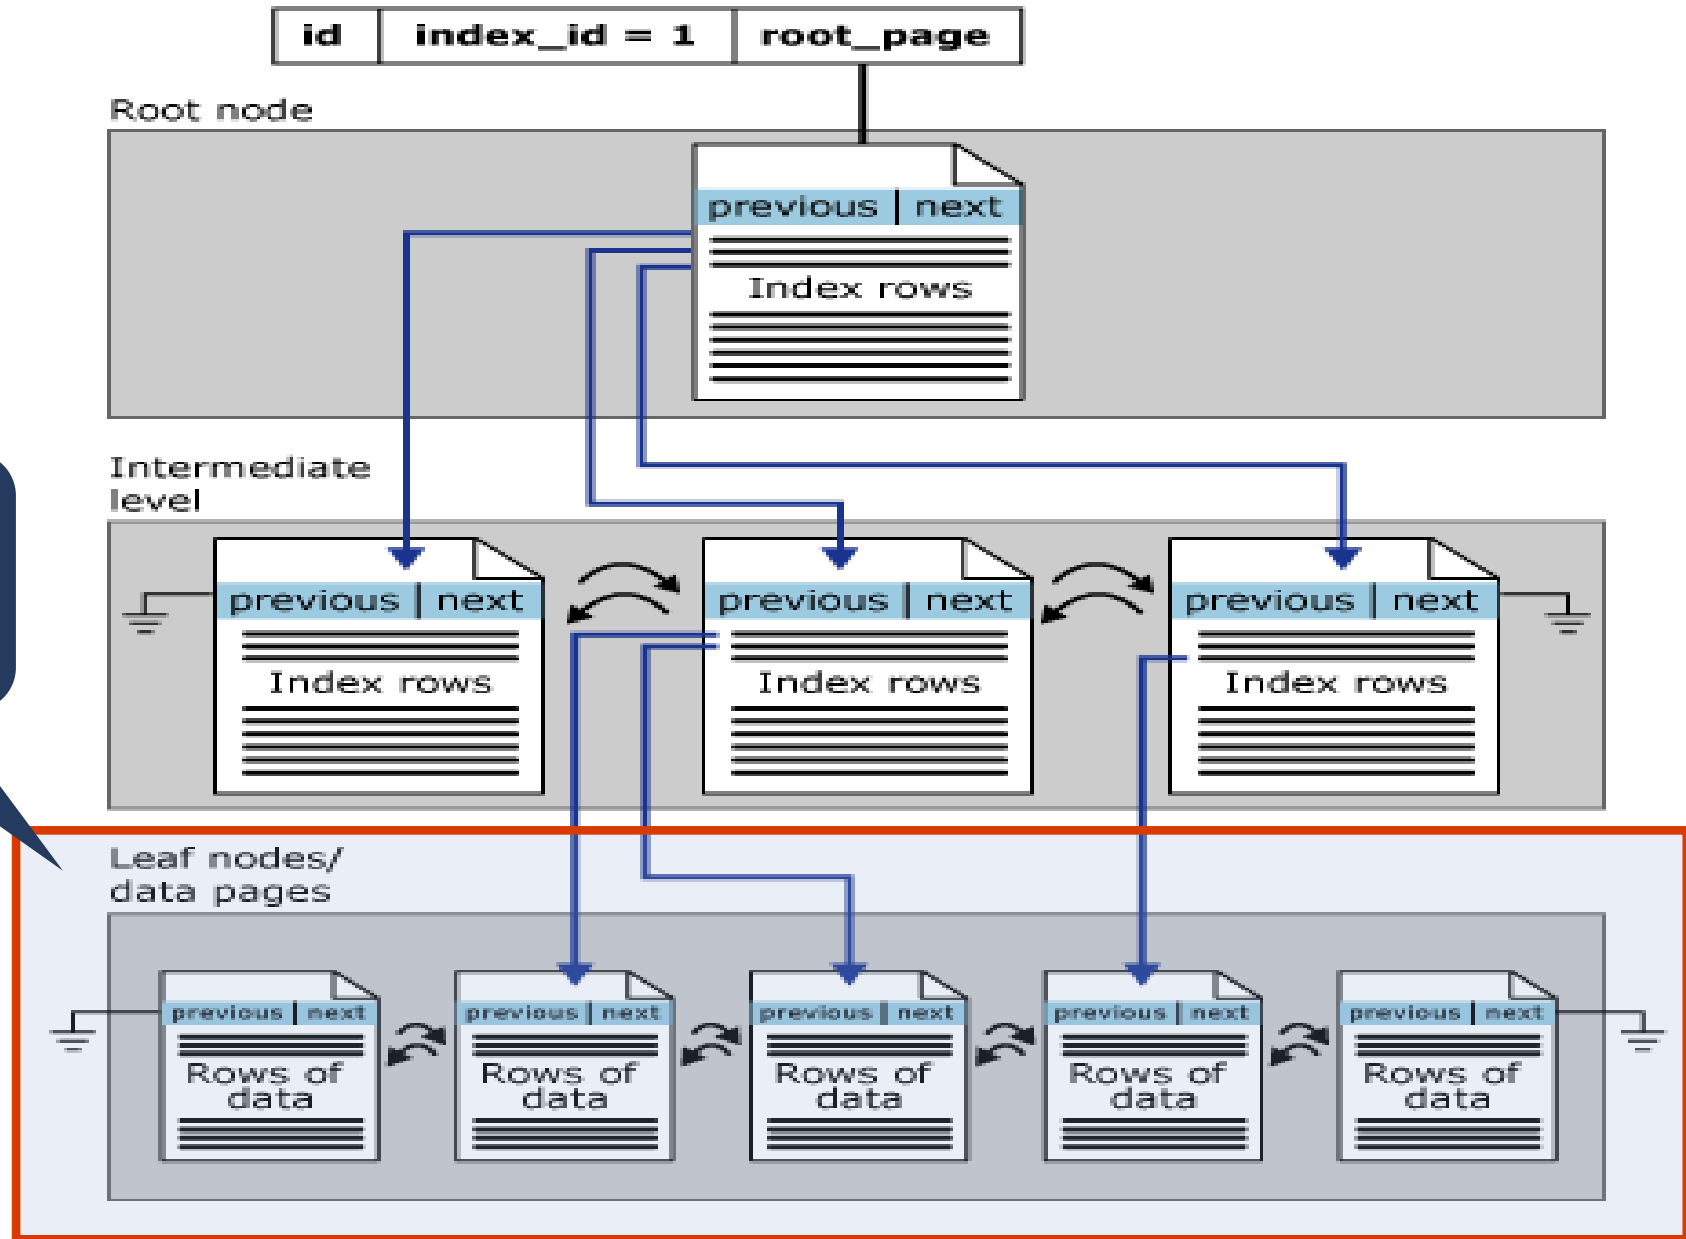 id index_id = 1 root_page
Root node
previous next
Index rows
Intermediate
level
previous next previous next previous next
Index rows Index rows Index rows
Leaf nodes/
data pages
previous next previous next previous next previous next previous next
Rows of Rows of Rows of Rows of Rows of
data data data data data